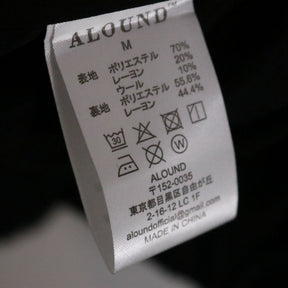 ALOUND™
M
表地 ポリエステル 70%
レーヨン 20%
ウール 10%
裏地 ポリエステル 55.6%
レーヨン 44.4%
30
W
ALOUND
〒152-0035
東京都目黒区自由が丘
2-16-12 LC 1F
aloundofficial@gmail.com
MADE IN CHINA